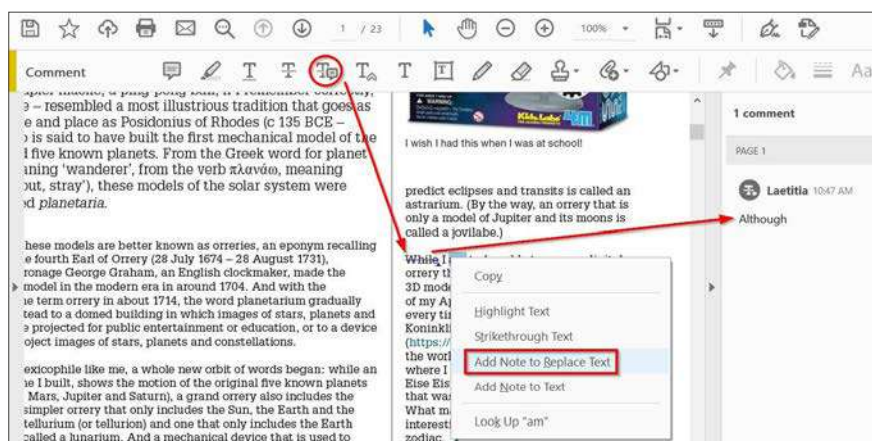 1 / 23
100%
Comment
Aa
e – resembled a most illustrious tradition that goes as
e and place as Posidonius of Rhodes (c 135 BCE –
is said to have built the first mechanical model of the
five known planets. From the Greek word for planet
aning ‘wanderer’, from the verb πλανάω, meaning
out, stray’), these models of the solar system were
ed planetaria.
hese models are better known as orreries, an eponym recalling
e fourth Earl of Orrery (28 July 1674 – 28 August 1731),
ronage George Graham, an English clockmaker, made the
model in the modern era in around 1704. And with the
e term orrery in about 1714, the word planetarium gradually
tead to a domed building in which images of stars, planets and
e projected for public entertainment or education, or to a device
oject images of stars, planets and constellations.
exicophile like me, a whole new orbit of words began: while an
e I built, shows the motion of the original five known planets
Mars, Jupiter and Saturn), a grand orrery also includes the
simpler orrery that only includes the Sun, the Earth and the
tellurium (or tellurion) and one that only includes the Earth
called a lunarium. And a mechanical device that is used to
WARNING:
KidzLabs 4M
I wish I had this when I was at school!
predict eclipses and transits is called an
astrarium. (By the way, an orrery that is
only a model of Jupiter and its moons is
called a jovilabe.)
While I
orrery th
3D mode
of my Ap
every tin
Koninkli
(https:/
the worl
where I
Eise Eis
that was
What m
interesti
zodiac.
Copy
Highlight Text
Strikethrough Text
Add Note to Replace Text
Add Note to Text
Look Up "am"
1 comment
PAGE 1
Laetitia 10:47 AM
Although